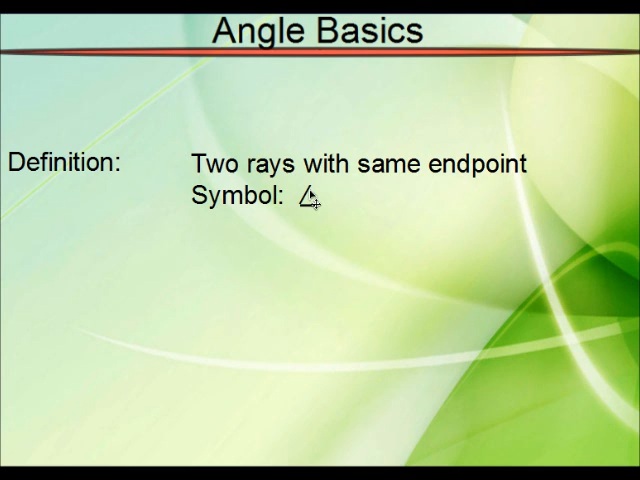 Angle Basics
Definition: Two rays with same endpoint
Symbol: ∠